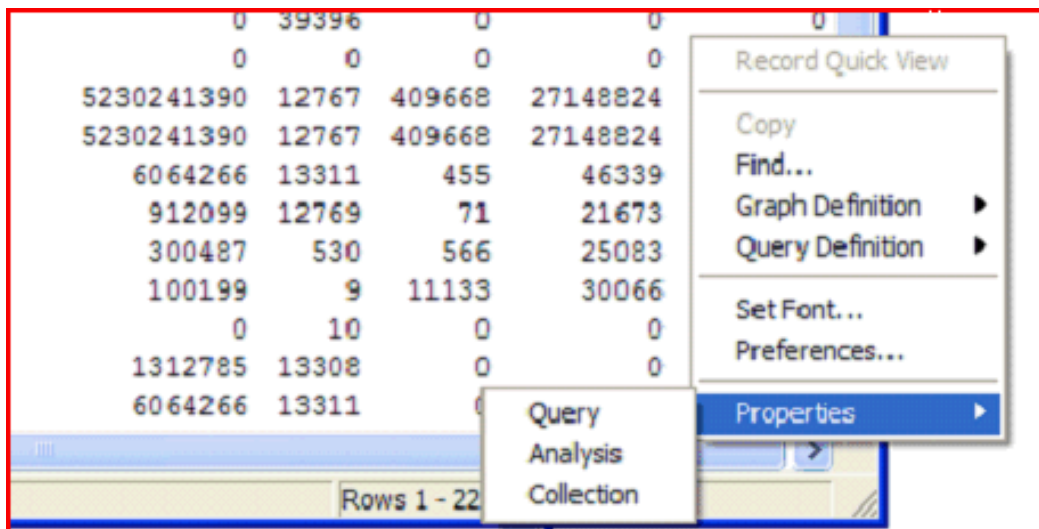 0 39396 0 0 0
0 0 0 0
5230241390 12767 409668 27148824
5230241390 12767 409668 27148824
6064266 13311 455 46339
912099 12769 71 21673
300487 530 566 25083
100199 9 11133 30066
0 10 0 0
1312785 13308 0 0
6064266 13311
Rows 1 - 22
Record Quick View
Copy
Find...
Graph Definition
Query Definition
Set Font...
Preferences...
Properties
Query
Analysis
Collection